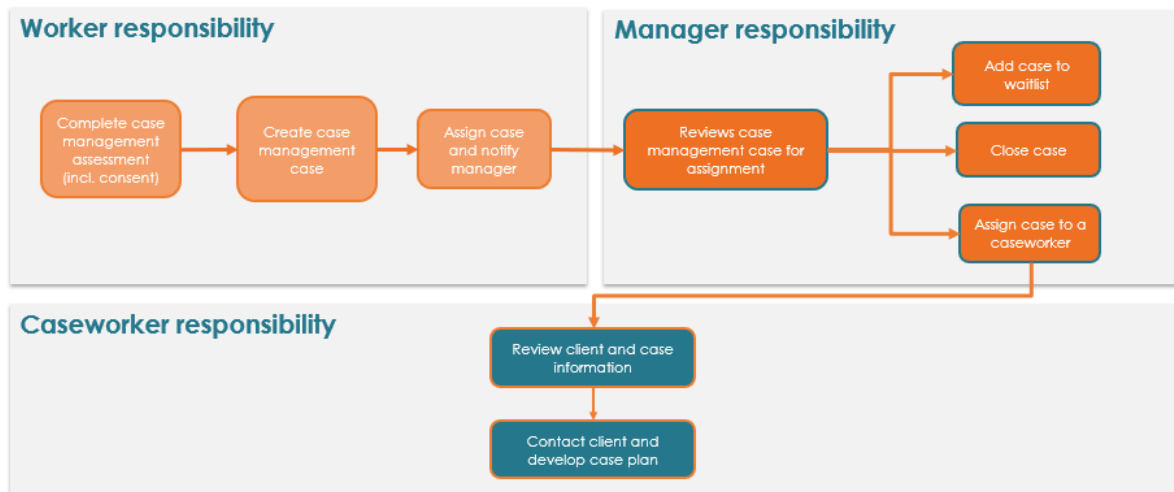 Worker responsibility
Complete case
management
assessment
(incl. consent)
Create case
management
case
Assign case
and notify
manager
Manager responsibility
Reviews case
management case for
assignment
Add case to
waitlist
Close case
Assign case to a
caseworker
Caseworker responsibility
Review client and case
information
Contact client and
develop case plan